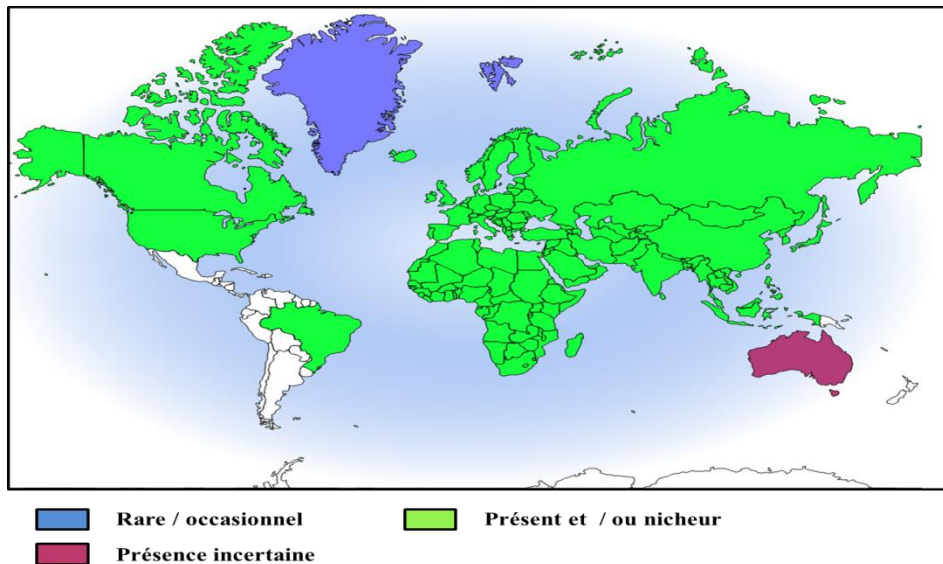 Rare / occasionnel
Présent et / ou nicheur
Présence incertaine